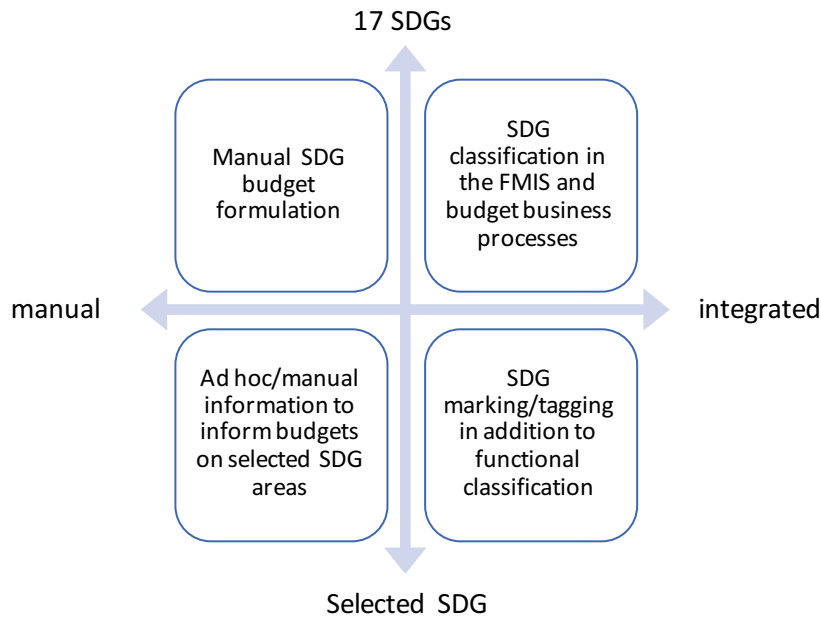 17 SDGs
Manual SDG
budget
formulation
SDG
classification in
the FMIS and
budget business
processes
manual
integrated
Ad hoc/manual
information to
inform budgets
on selected SDG
areas
SDG
marking/tagging
in addition to
functional
classification
Selected SDG